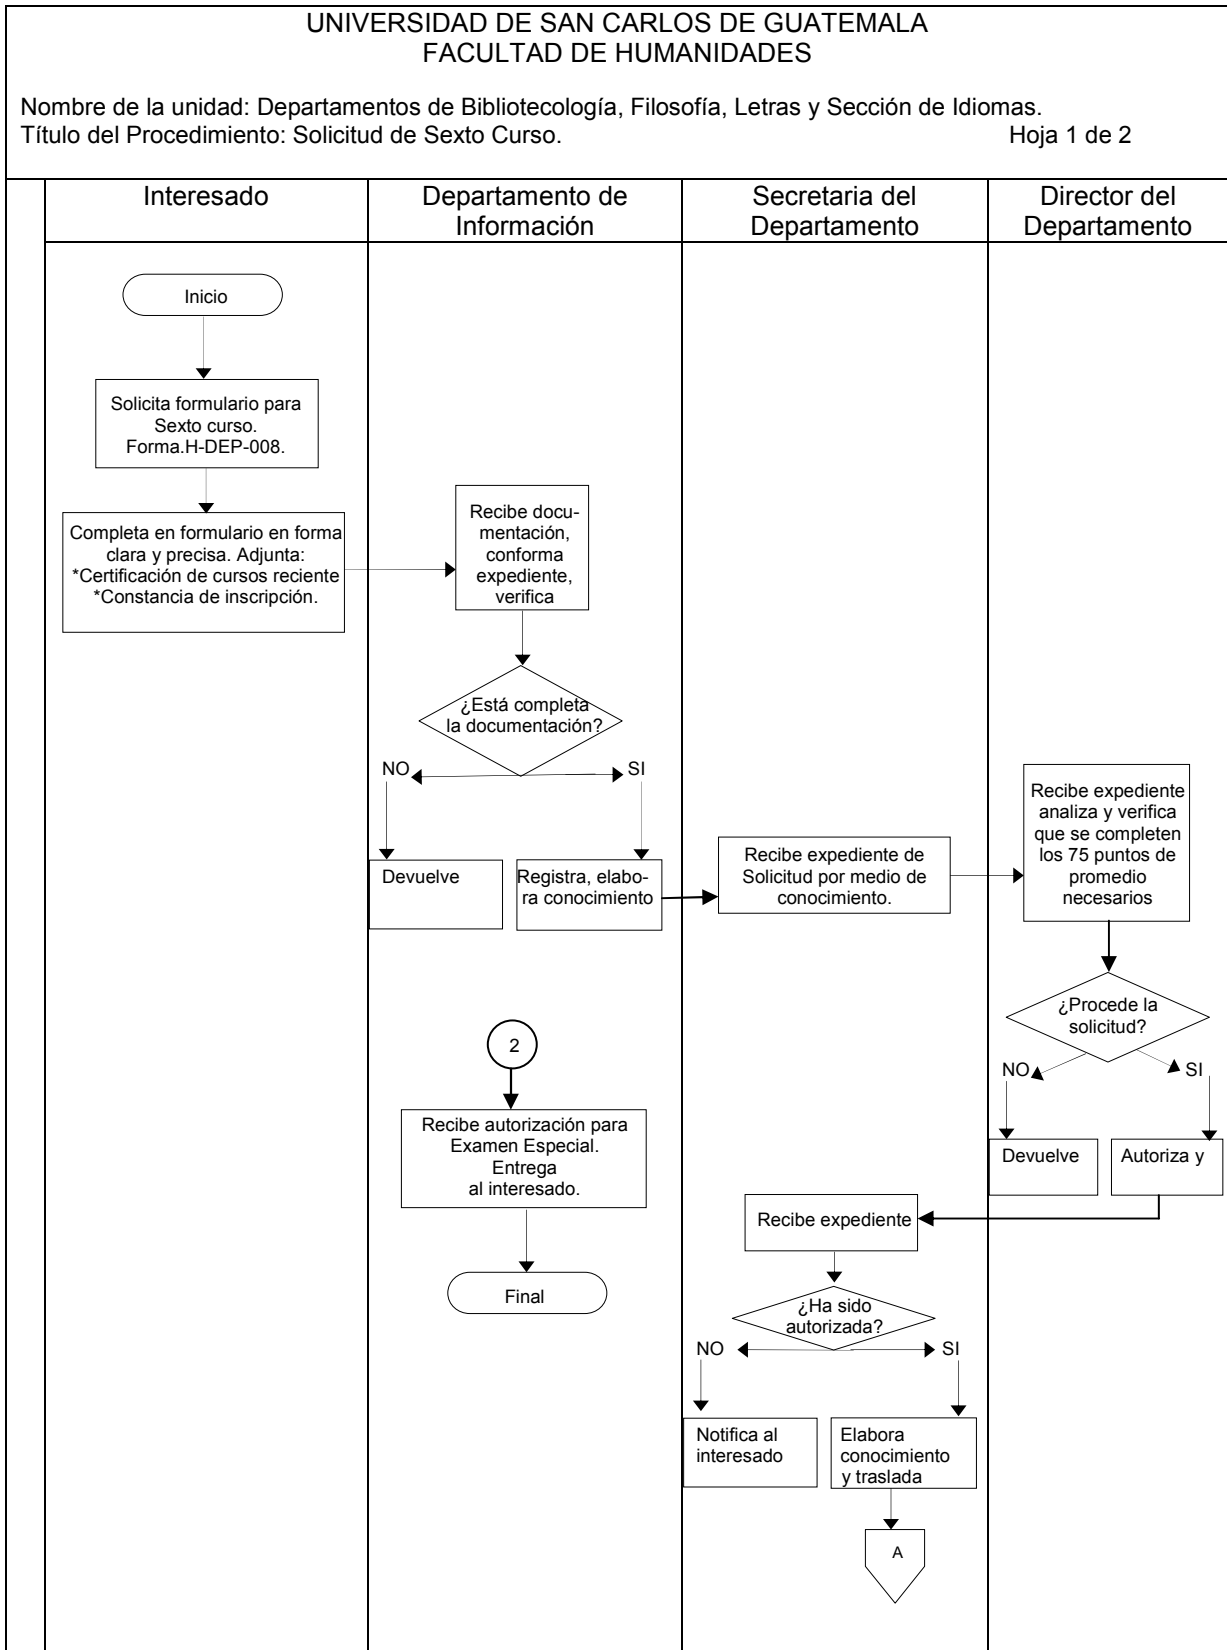 UNIVERSIDAD DE SAN CARLOS DE GUATEMALA
FACULTAD DE HUMANIDADES
Nombre de la unidad: Departamentos de Bibliotecología, Filosofía, Letras y Sección de Idiomas.
Título del Procedimiento: Solicitud de Sexto Curso. Hoja 1 de 2
Interesado
Departamento de
Información
Secretaria del
Departamento
Director del
Departamento
Inicio
Solicita formulario para
Sexto curso.
Forma.H-DEP-008.
Completa en formulario en forma
clara y precisa. Adjunta:
*Certificación de cursos reciente
*Constancia de inscripción.
Recibe docu-
mentación,
conforma
expediente,
verifica
¿Está completa
la documentación?
NO
SI
Devuelve
Registra, elabo-
ra conocimiento
Recibe expediente de
Solicitud por medio de
conocimiento.
Recibe expediente
analiza y verifica
que se completen
los 75 puntos de
promedio
necesarios
¿Procede la
solicitud?
NO
SI
Devuelve
Autoriza y
2
Recibe autorización para
Examen Especial.
Entrega
al interesado.
Final
Recibe expediente
¿Ha sido
autorizada?
NO
SI
Notifica al
interesado
Elabora
conocimiento
y traslada
A